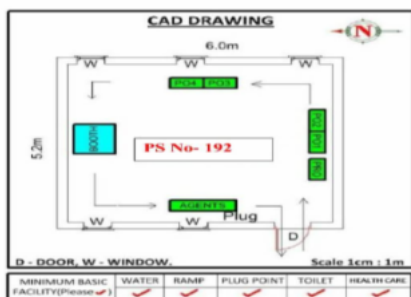 CAD DRAWING
6.0m
N
W W W
PO4 PO3
5.2m
BOOTH
PO2
PO1
PRO
PS No- 192
AGENTS
Plug
W W
D
D - DOOR, W - WINDOW. Scale 1cm : 1m
MINIMUM BASIC FACILITY(Please ✓) WATER RAMP PLUG POINT TOILET HEALTH CARE
✓ ✓ ✓ ✓ ✓